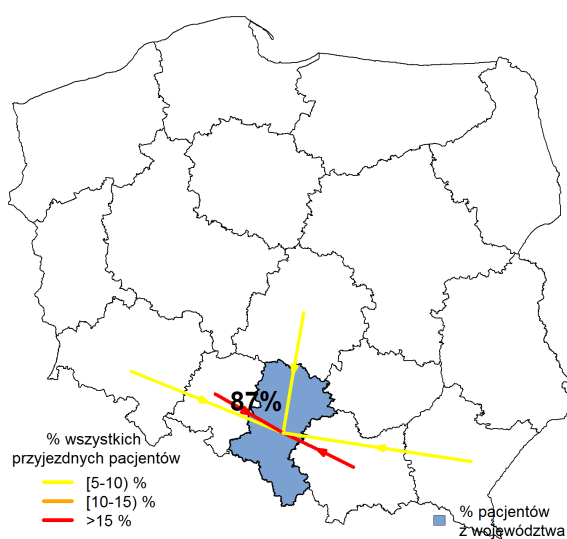 87%
% wszystkich
przyjezdnych pacjentów
[5-10) %
[10-15) %
>15 %
% pacjentów
z województwa